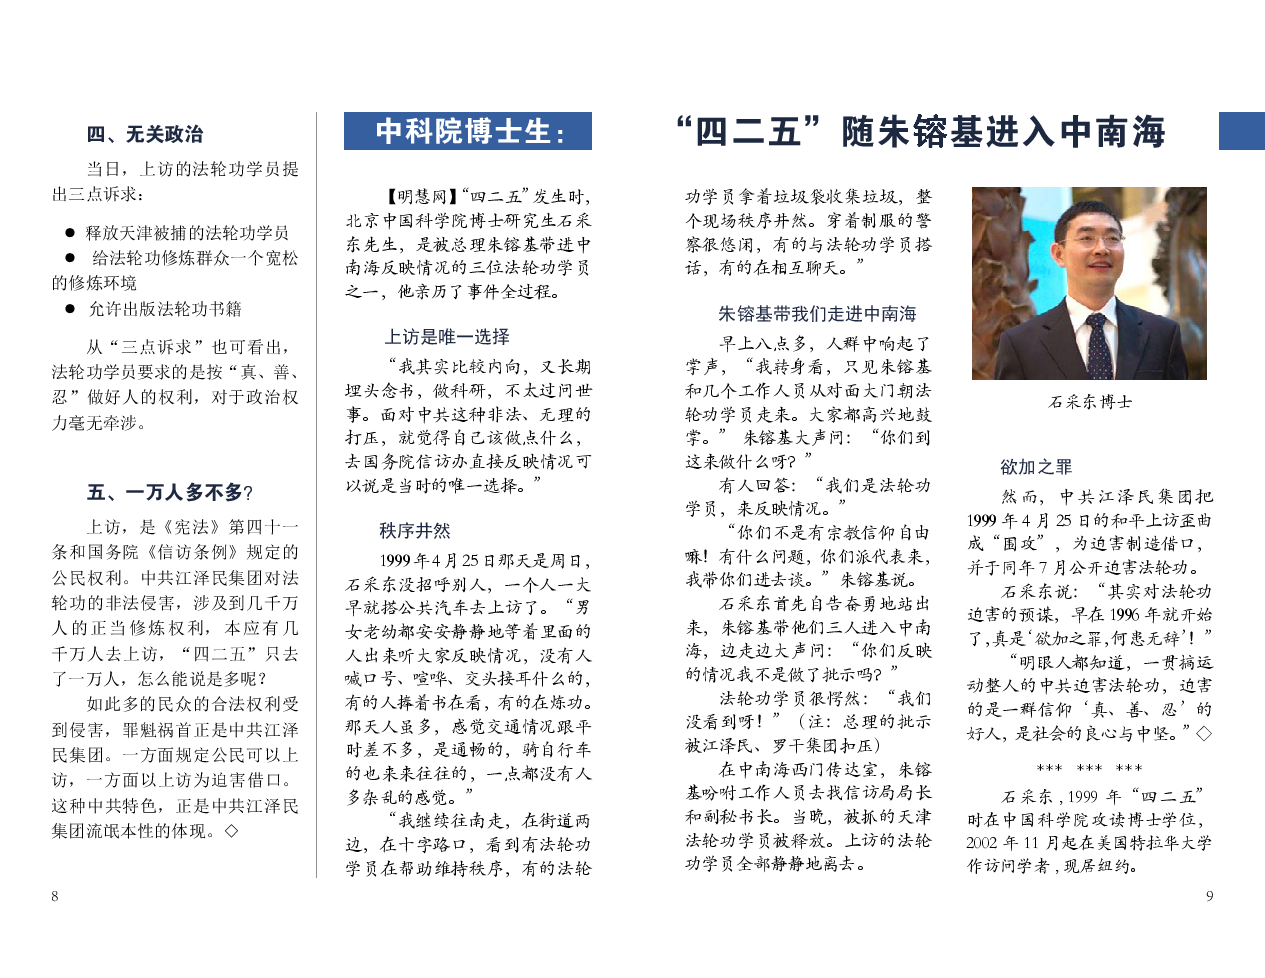 四、无关政治
当日，上访的法轮功学员提
出三点诉求：
● 释放天津被捕的法轮功学员
● 给法轮功修炼群众一个宽松
的修炼环境
● 允许出版法轮功书籍
从“三点诉求”也可看出，
法轮功学员要求的是按“真、善、
忍”做好人的权利，对于政治权
力毫无牵涉。
五、一万人多不多?
上访，是《宪法》第四十一
条和国务院《信访条例》规定的
公民权利。中共江泽民集团对法
轮功的非法侵害，涉及到几千万
人的正当修炼权利，本应有几
千万人去上访，“四二五”只去
了一万人，怎么能说是多呢？
如此多的民众的合法权利受
到侵害，罪魁祸首正是中共江泽
民集团。一方面规定公民可以上
访，一方面以上访为迫害借口。
这种中共特色，正是中共江泽民
集团流氓本性的体现。◇
8
中科院博士生：
【明慧网】“四二五”发生时，
北京中国科学院博士研究生石采
东先生，是被总理朱镕基带进中
南海反映情况的三位法轮功学员
之一，他亲历了事件全过程。
上访是唯一选择
“我其实比较内向，又长期
埋头念书，做科研，不太过问世
事。面对中共这种非法、无理的
打压，就觉得自己该做点什么，
去国务院信访办直接反映情况可
以说是当时的唯一选择。”
秩序井然
1999年4月25日那天是周日，
石采东没招呼别人，一个人一大
早就搭公共汽车去上访了。“男
女老幼都安安静静地等着里面的
人出来听大家反映情况，没有人
喊口号、喧哗、交头接耳什么的，
有的人捧着书在看，有的在炼功。
那天人虽多，感觉交通情况跟平
时差不多，是通畅的，骑自行车
的也来来往往的，一点都没有人
多杂乱的感觉。”
“我继续往南走，在街道两
边，在十字路口，看到有法轮功
学员在帮助维持秩序，有的法轮
“四二五”随朱镕基进入中南海
功学员拿着垃圾袋收集垃圾，整
个现场秩序井然。穿着制服的警
察很悠闲，有的与法轮功学员搭
话，有的在相互聊天。”
朱镕基带我们走进中南海
早上八点多，人群中响起了
掌声，“我转身看，只见朱镕基
和几个工作人员从对面大门朝法
轮功学员走来。大家都高兴地鼓
掌。” 朱镕基大声问：“你们到
这来做什么呀？”
有人回答：“我们是法轮功
学员，来反映情况。”
“你们不是有宗教信仰自由
嘛！有什么问题，你们派代表来，
我带你们进去谈。”朱镕基说。
石采东首先自告奋勇地站出
来，朱镕基带他们三人进入中南
海，边走边大声问：“你们反映
的情况我不是做了批示吗？”
法轮功学员很愕然：“我们
没看到呀！”（注：总理的批示
被江泽民、罗干集团扣压）
在中南海西门传达室，朱镕
基吩咐工作人员去找信访局局长
和副秘书长。当晚，被抓的天津
法轮功学员被释放。上访的法轮
功学员全部静静地离去。
石采东博士
欲加之罪
然而，中共江泽民集团把
1999年4月25日的和平上访歪曲
成“围攻”，为迫害制造借口，
并于同年7月公开迫害法轮功。
石采东说：“其实对法轮功
迫害的预谋，早在1996年就开始
了,真是‘欲加之罪,何患无辞’！”
“明眼人都知道，一贯搞运
动整人的中共迫害法轮功，迫害
的是一群信仰‘真、善、忍’的
好人，是社会的良心与中坚。”◇
*** *** ***
石采东,1999年“四二五”
时在中国科学院攻读博士学位，
2002年11月起在美国特拉华大学
作访问学者,现居纽约。
9